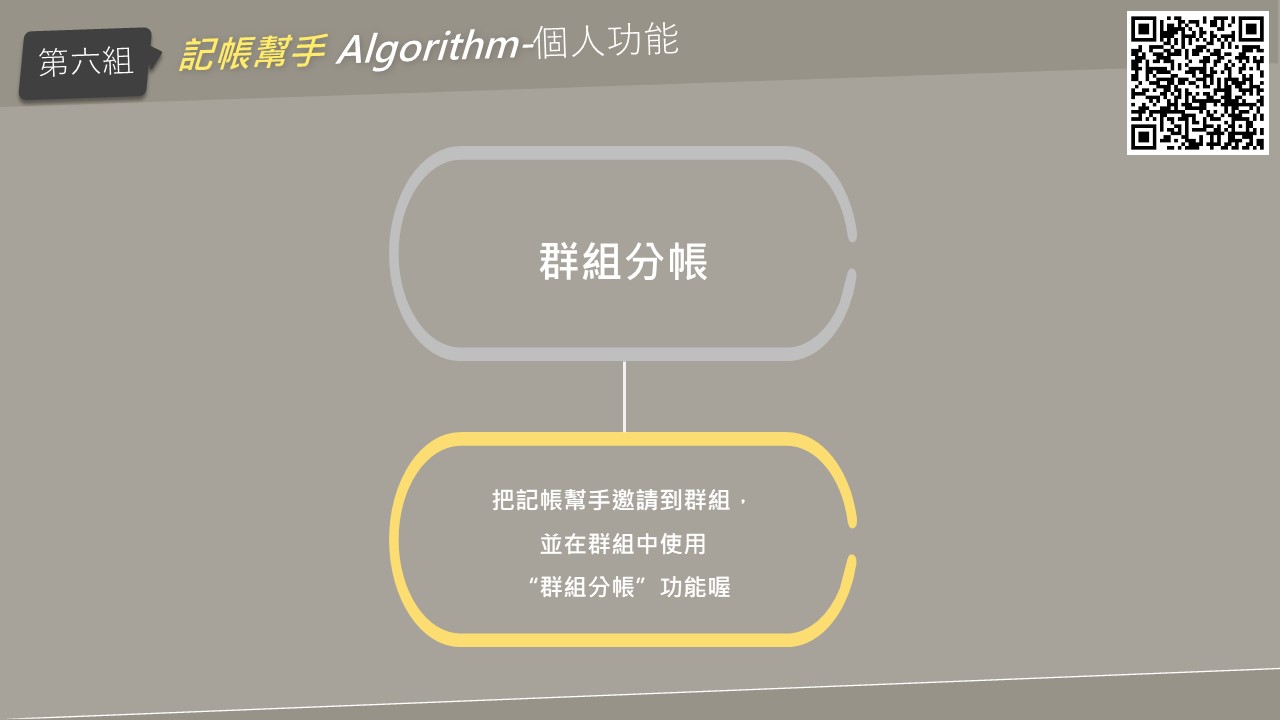 第六組
記帳幫手 Algorithm-個人功能
群組分帳
把記帳幫手邀請到群組，
並在群組中使用
“群組分帳”功能喔